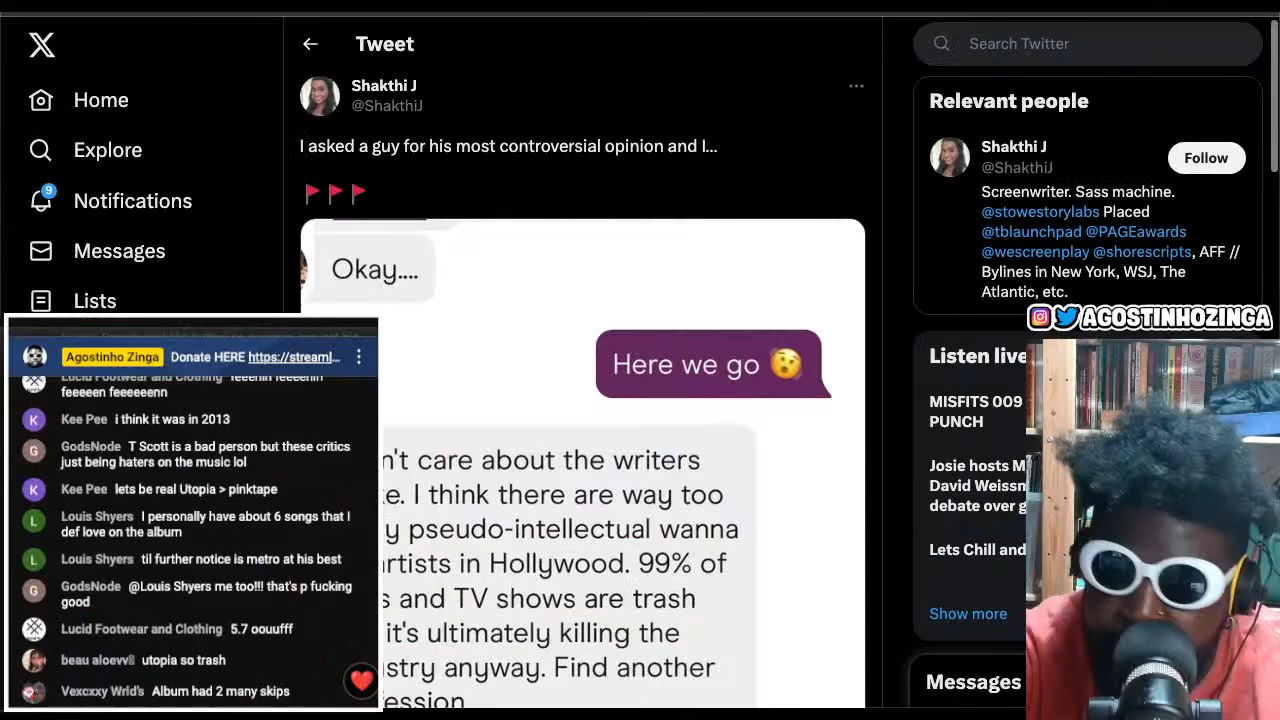 Tweet
Search Twitter
Home
Explore
9
Notifications
Messages
Lists
Shakthi J
@ShakthiJ
I asked a guy for his most controversial opinion and I...
Okay....
Here we go
n't care about the writers
e. I think there are way too
y pseudo-intellectual wanna
artists in Hollywood. 99% of
s and TV shows are trash
it's ultimately killing the
ustry anyway. Find another
ession
Relevant people
Shakthi J
@ShakthiJ
Follow
Screenwriter. Sass machine.
@stowestorylabs Placed
@tblaunchpad @PAGEawards
@wescreenplay @shorescripts, AFF //
Bylines in New York, WSJ, The
Atlantic, etc.
AGOSTINHOZINGA
Listen live
MISFITS 009
PUNCH
Josie hosts M
David Weissn
debate over g
Lets Chill and
Show more
Messages
Agostinho Zinga Donate HERE https://streaml...
Lucid Footwear and Clothing feeenin feeeenin
feeeeen feeeeeenn
Kee Pee i think it was in 2013
GodsNode T Scott is a bad person but these critics
just being haters on the music lol
Kee Pee lets be real Utopia > pinktape
Louis Shyers I personally have about 6 songs that I
def love on the album
Louis Shyers til further notice is metro at his best
GodsNode @Louis Shyers me too!!! that's p fucking
good
Lucid Footwear and Clothing 5.7 oouufff
beau aloevv utopia so trash
Vexcxxy Wrld's Album had 2 many skips